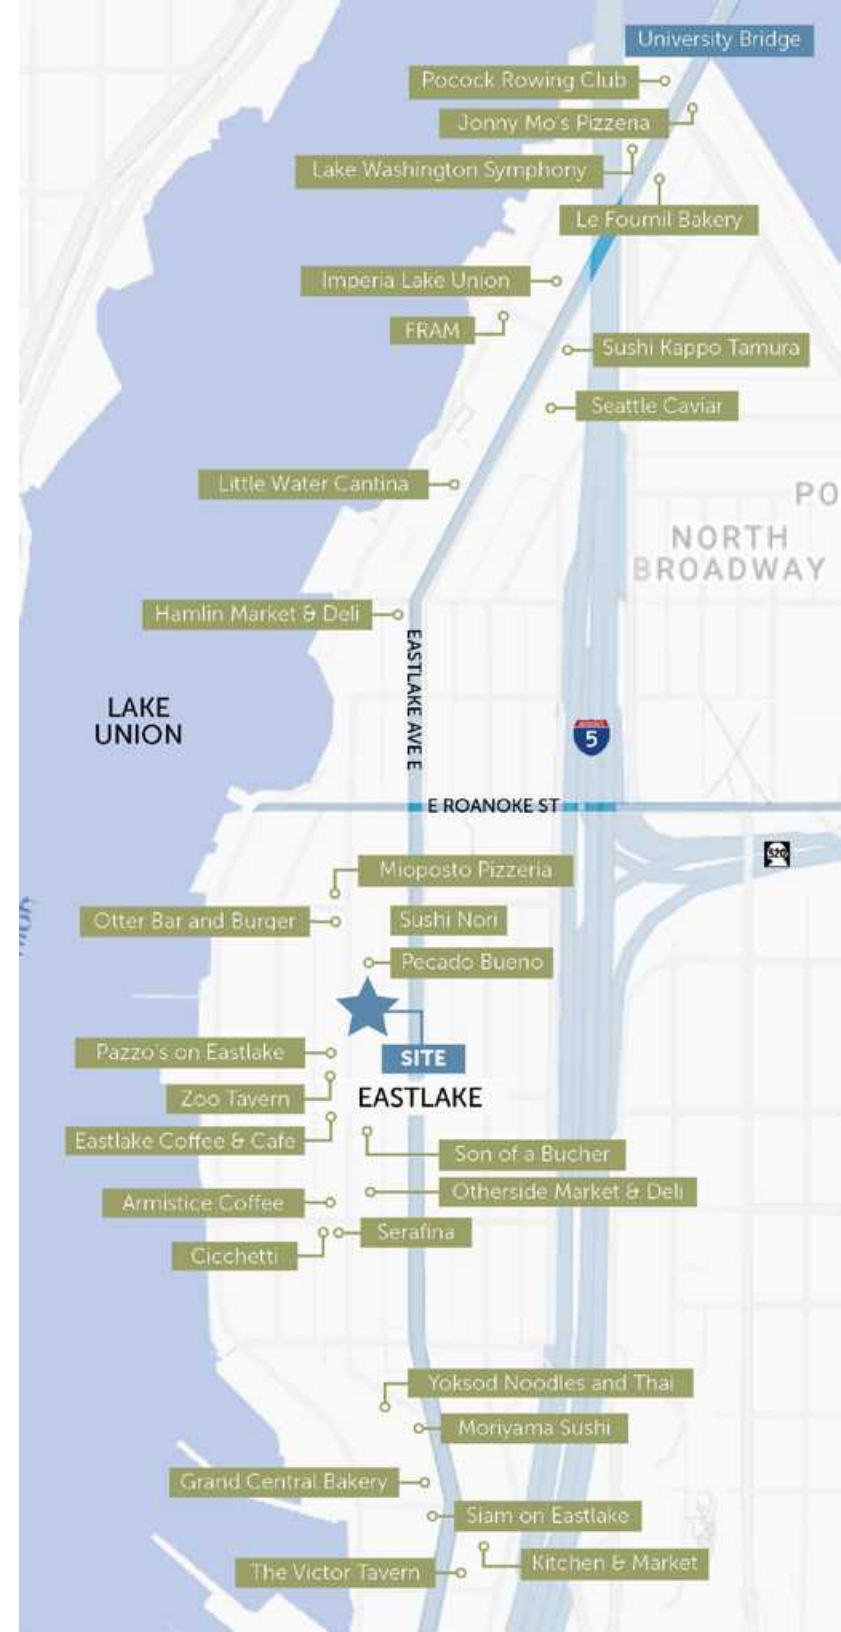 University Bridge
Pocock Rowing Club
Jonny Mo's Pizzeria
Lake Washington Symphony
Le Fournil Bakery
Imperia Lake Union
FRAM
Sushi Kappo Tamura
Seattle Caviar
Little Water Cantina
PO
NORTH
BROADWAY
Hamlin Market & Deli
EASTLAKE AVE E
LAKE
UNION
5
E ROANOKE ST
520
Mioposto Pizzeria
Otter Bar and Burger
Sushi Nori
Pecado Bueno
Pazzo's on Eastlake
SITE
Zoo Tavern
EASTLAKE
Eastlake Coffee & Cafe
Son of a Bucher
Otherside Market & Deli
Armistice Coffee
Serafina
Cicchetti
Yoksod Noodles and Thai
Moriyama Sushi
Grand Central Bakery
Siam on Eastlake
Kitchen & Market
The Victor Tavern